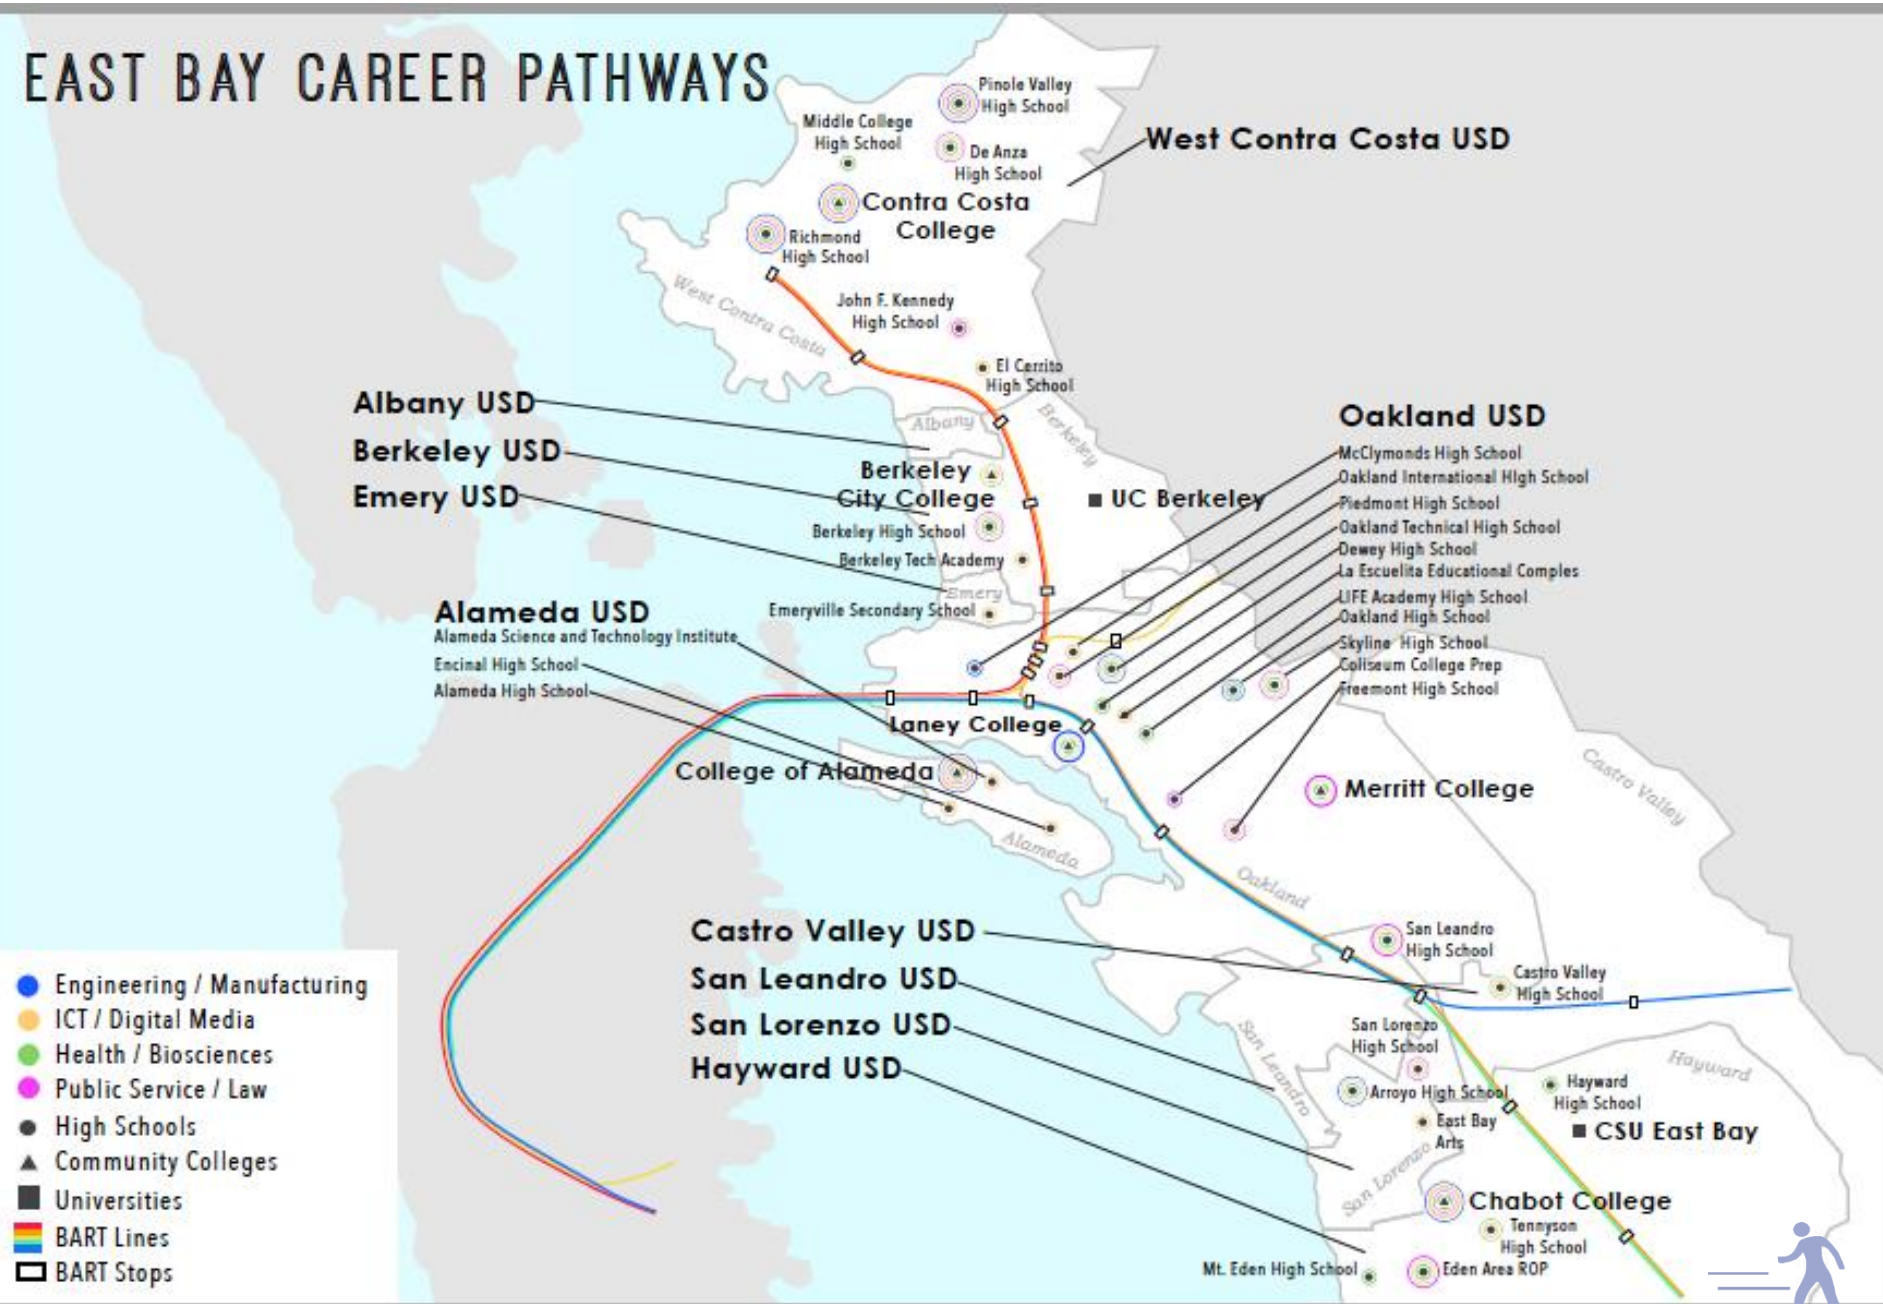 EAST BAY CAREER PATHWAYS
Pinole Valley
High School
Middle College
High School
De Anza
High School
West Contra Costa USD
Contra Costa
College
Richmond
High School
West Contra Costa
John F. Kennedy
High School
El Cerrito
High School
Albany USD
Berkeley USD
Emery USD
Albany
Berkeley
Berkeley
City College
UC Berkeley
Berkeley High School
Berkeley Tech Academy
Emery
Emeryville Secondary School
Oakland USD
McClymonds High School
Oakland International HIgh School
Piedmont High School
Oakland Technical High School
Dewey High School
La Escuelita Educational Comples
LIFE Academy High School
Oakland High School
Skyline High School
Coliseum College Prep
Freemont High School
Alameda USD
Alameda Science and Technology Institute
Encinal High School
Alameda High School
Laney College
College of Alameda
Alameda
Merritt College
Castro Valley
Oakland
Castro Valley USD
San Leandro USD
San Lorenzo USD
Hayward USD
San Leandro
High School
Castro Valley
High School
San Leandro
San Lorenzo
High School
Arroyo High School
East Bay
Arts
San Lorenzo
Hayward
Hayward
High School
CSU East Bay
Chabot College
Tennyson
High School
Mt. Eden High School
Eden Area ROP
Engineering / Manufacturing
ICT / Digital Media
Health / Biosciences
Public Service / Law
High Schools
Community Colleges
Universities
BART Lines
BART Stops